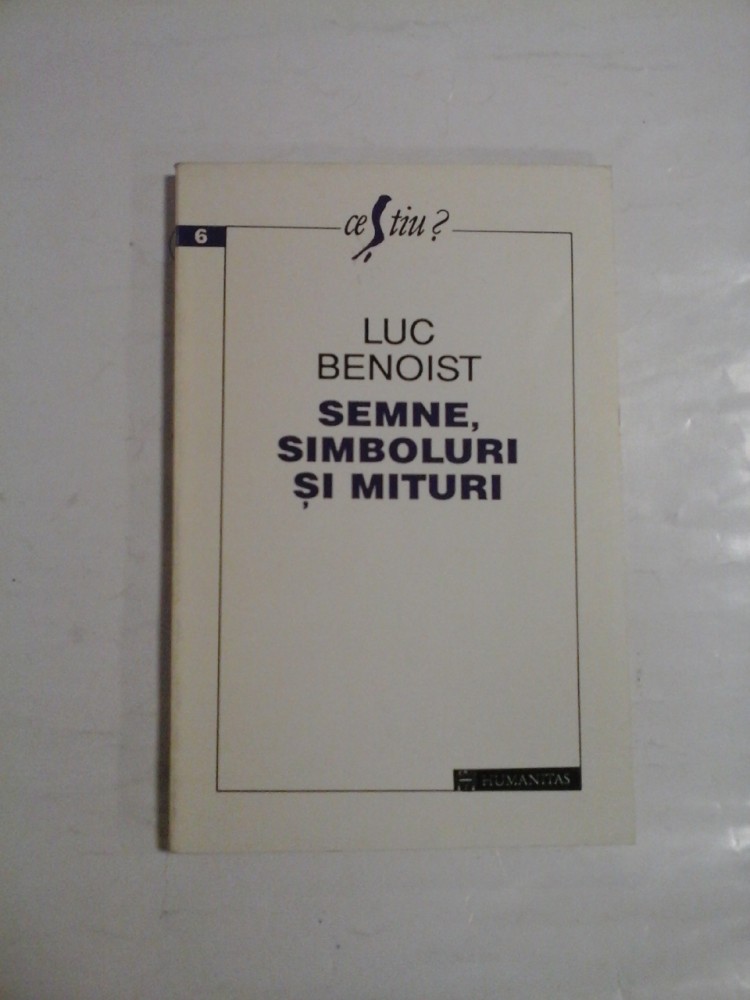 6
ce Știu?
LUC
BENOIST
SEMNE,
SIMBOLURI
ȘI MITURI
HUMANITAS